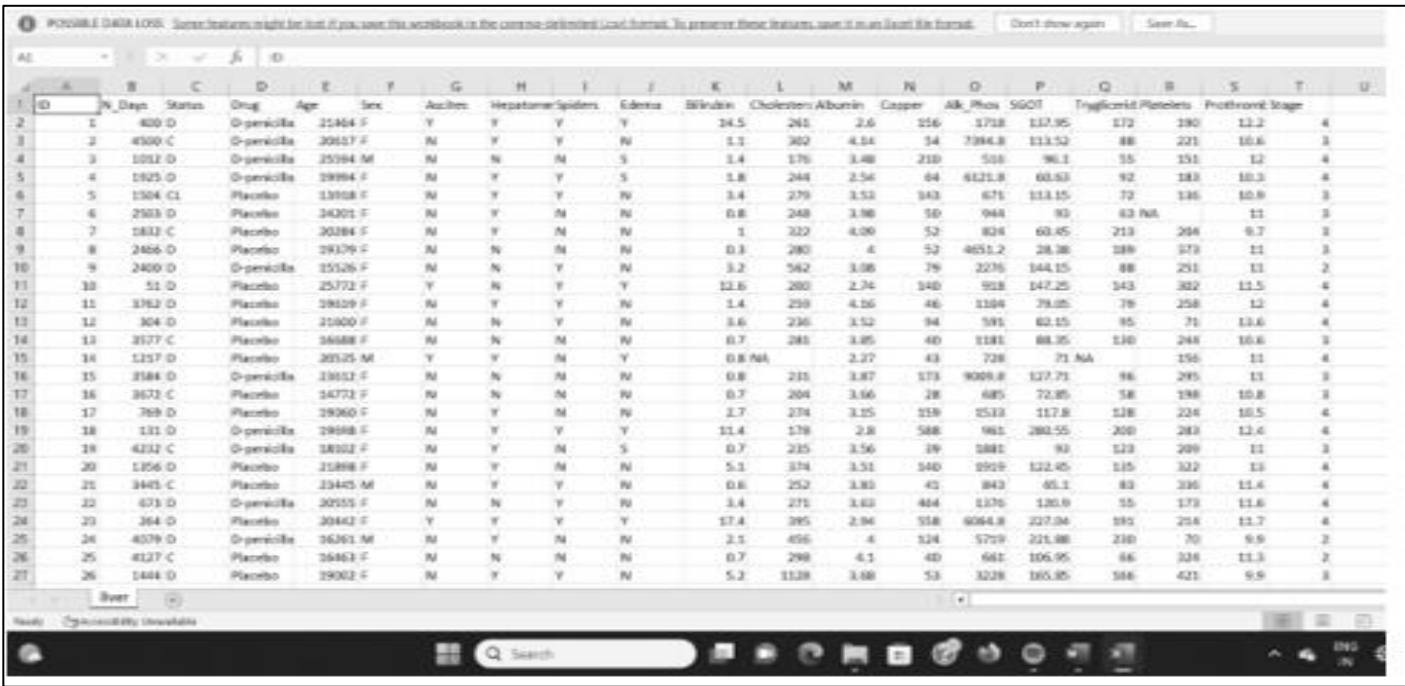 POSSIBLE DATA LOSS Some features might be lost if you save this workbook in the comma-delimited (.csv) format. To preserve these features, save it in an Excel file format. Don't show again Save As...
A1 fx ID
A B C D E F G H I J K L M N O P Q R S T U
1 ID N_Days Status Drug Age Sex Ascites Hepatome Spiders Edema Bilirubin Cholester Albumin Copper Alk_Phos SGOT Tryglicerid Platelets Prothromb Stage
2 1 400 D D-penicilla 21464 F Y Y Y Y 14.5 261 2.6 156 1718 137.95 172 190 12.2 4
3 2 4500 C D-penicilla 20617 F N Y Y N 1.1 302 4.14 54 7394.8 113.52 88 221 10.6 3
4 3 1012 D D-penicilla 25594 M N N N S 1.4 176 3.48 210 516 96.1 55 151 12 4
5 4 1925 D D-penicilla 19994 F N Y Y S 1.8 244 2.54 64 6121.8 60.63 92 183 10.3 4
6 5 1504 CL Placebo 13918 F N Y Y N 3.4 279 3.53 143 671 113.15 72 136 10.9 3
7 6 2503 D Placebo 24201 F N Y N N 0.8 248 3.98 50 944 93 63 NA 11 3
8 7 1832 C Placebo 20284 F N Y N N 1 322 4.09 52 824 60.45 213 204 9.7 3
9 8 2466 D Placebo 19379 F N N N N 0.3 280 4 52 4651.2 28.38 189 373 11 3
10 9 2400 D D-penicilla 15526 F N N Y N 3.2 562 3.08 79 2276 144.15 88 251 11 2
11 10 51 D Placebo 25772 F Y N Y Y 12.6 200 2.74 140 918 147.25 143 302 11.5 4
12 11 3762 D Placebo 19619 F N Y Y N 1.4 259 4.16 46 1104 79.05 79 258 12 4
13 12 304 D Placebo 21600 F N N Y N 3.6 236 3.52 94 591 82.15 95 71 13.6 4
14 13 3577 C Placebo 16688 F N N N N 0.7 281 3.85 40 1181 88.35 130 244 10.6 3
15 14 1217 D Placebo 20535 M Y Y N Y 0.8 NA 2.27 43 728 71 NA 156 11 4
16 15 3584 D D-penicilla 23612 F N N N N 0.8 231 3.87 173 9009.8 127.71 96 295 11 3
17 16 3672 C Placebo 14772 F N N N N 0.7 204 3.66 28 685 72.85 58 198 10.8 3
18 17 769 D Placebo 19060 F N Y N N 2.7 274 3.15 159 1533 117.8 128 224 10.5 4
19 18 131 D D-penicilla 19698 F N Y Y Y 11.4 178 2.8 588 961 280.55 200 283 12.4 4
20 19 4232 C D-penicilla 18102 F N Y N S 0.7 235 3.56 39 1881 93 123 209 11 3
21 20 1356 D Placebo 21898 F N Y N N 5.1 374 3.51 140 1919 122.45 135 322 13 4
22 21 3445 C Placebo 23445 M N Y Y N 0.6 252 3.83 41 843 65.1 83 336 11.4 4
23 22 673 D D-penicilla 20555 F N N Y N 3.4 271 3.63 464 1376 120.9 55 173 11.6 4
24 23 264 D Placebo 20442 F Y Y Y Y 17.4 395 2.94 558 6064.8 227.04 191 214 11.7 4
25 24 4079 D D-penicilla 16261 M N Y N N 2.1 456 4 124 5719 221.88 230 70 9.9 2
26 25 4127 C Placebo 16463 F N N N N 0.7 298 4.1 40 661 106.95 66 324 11.3 2
27 26 1444 D Placebo 19002 F N Y Y N 5.2 1128 3.68 53 3228 165.85 166 421 9.9 3
liver
Ready Accessibility: Unavailable
Search
ENG
IN